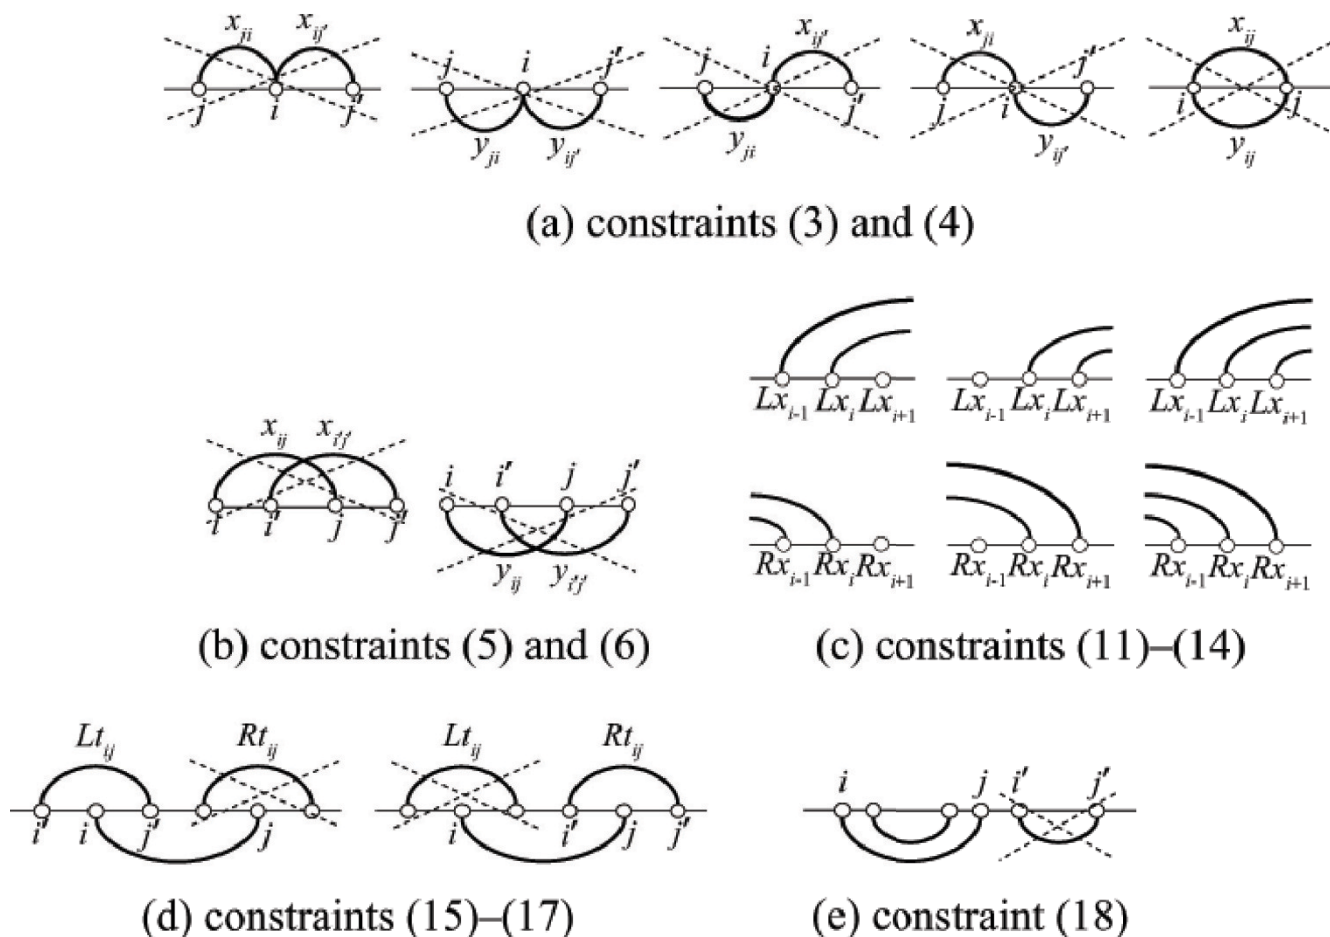 x_ji x_ij'
j i j'
j i j'
y_ji y_ij'
x_ij'
j i j'
y_ji
x_ji
j i j'
y_ij'
x_ij
i j
y_ij
(a) constraints (3) and (4)
x_ij x_i'j'
i i' j j'
i i' j j'
y_ij y_i'j'
(b) constraints (5) and (6)
Lx_i-1 Lx_i Lx_i+1
Lx_i-1 Lx_i Lx_i+1
Lx_i-1 Lx_i Lx_i+1
Rx_i-1 Rx_i Rx_i+1
Rx_i-1 Rx_i Rx_i+1
Rx_i-1 Rx_i Rx_i+1
(c) constraints (11)–(14)
Lt_ij Rt_ij
i' i j' j
Lt_ij Rt_ij
i i' j j'
(d) constraints (15)–(17)
i j i' j'
(e) constraint (18)